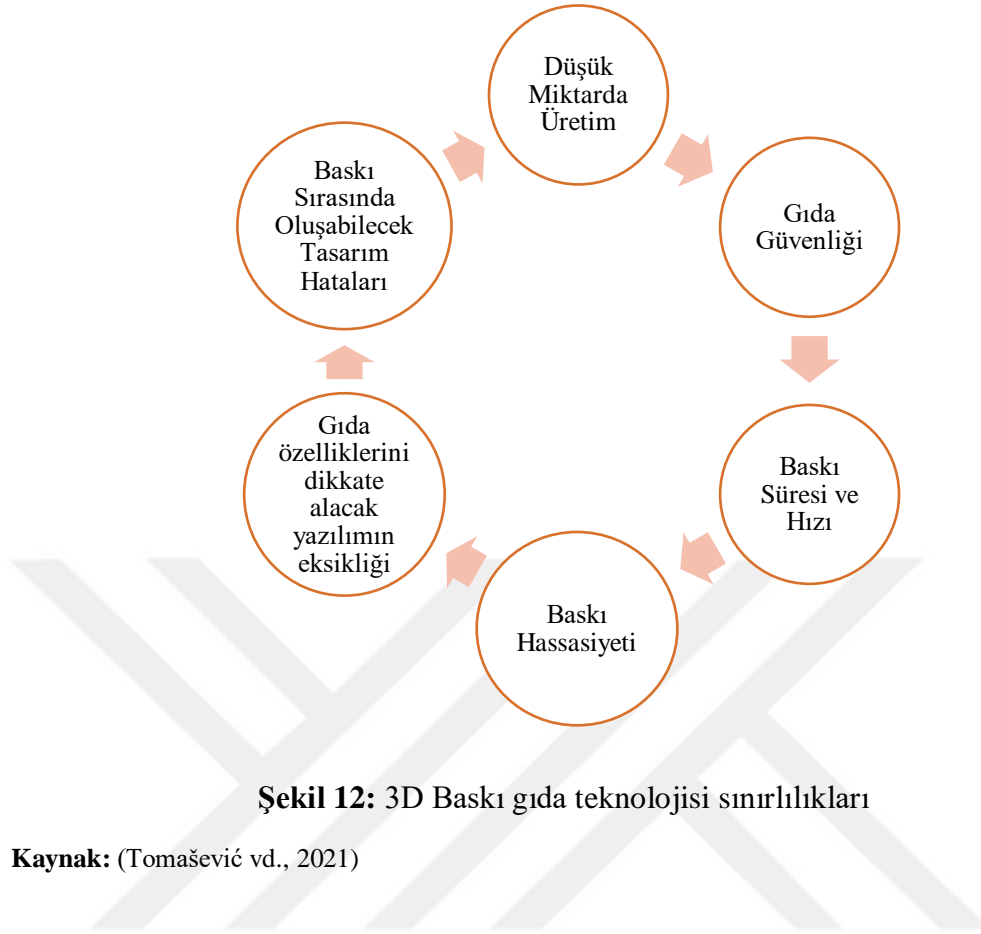 Düşük
Miktarda
Üretim
Gıda
Güvenliği
Baskı
Süresi ve
Hızı
Baskı
Hassasiyeti
Gıda
özelliklerini
dikkate
alacak
yazılımın
eksikliği
Baskı
Sırasında
Oluşabilecek
Tasarım
Hataları
Şekil 12: 3D Baskı gıda teknolojisi sınırlılıkları
Kaynak: (Tomašević vd., 2021)